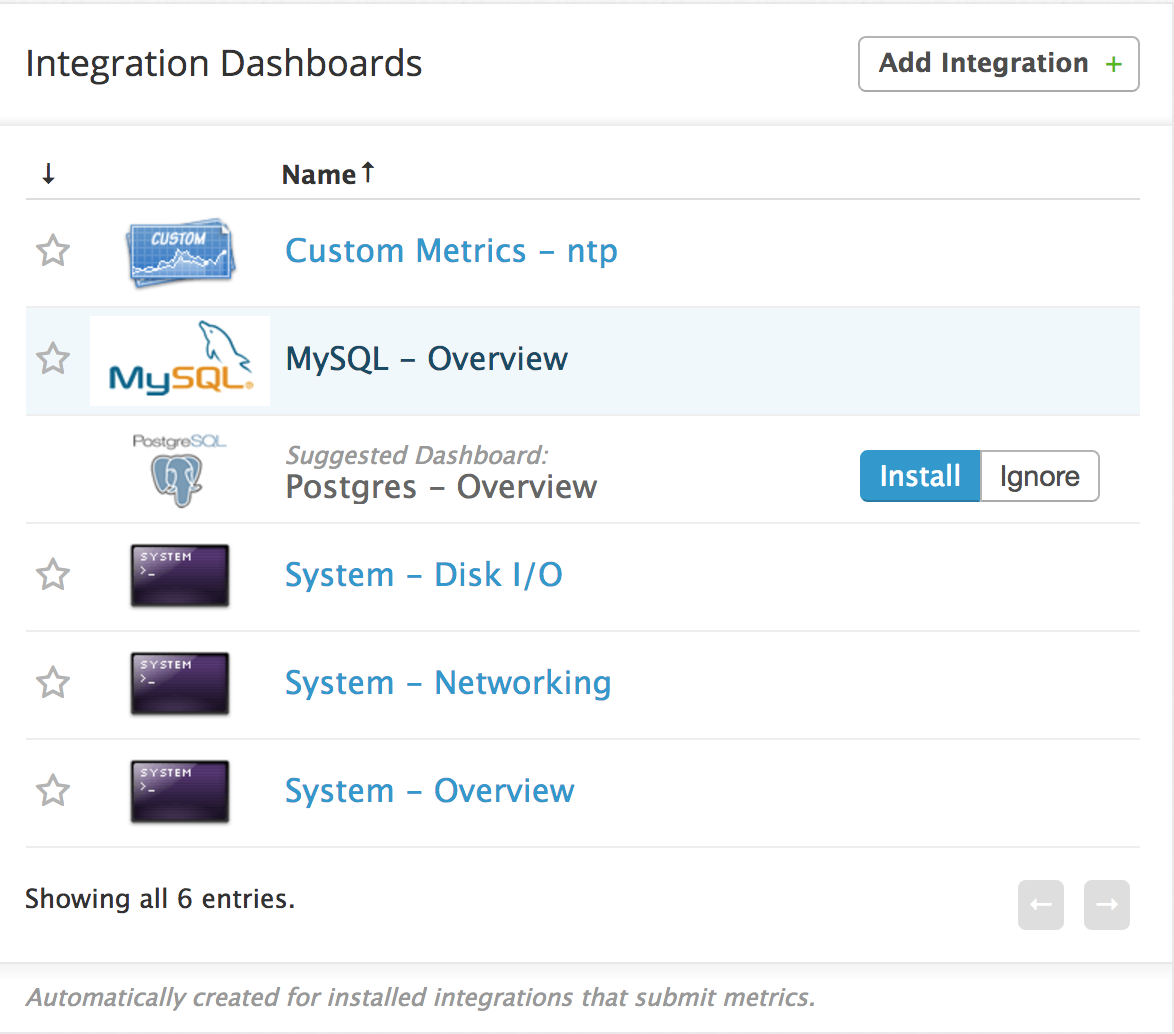 Integration Dashboards
Add Integration +
↓ Name↑
CUSTOM
Custom Metrics – ntp
MySQL®
MySQL – Overview
PostgreSQL
Suggested Dashboard:
Postgres – Overview
Install
Ignore
SYSTEM
>_
System – Disk I/O
SYSTEM
>_
System – Networking
SYSTEM
>_
System – Overview
Showing all 6 entries.
← →
Automatically created for installed integrations that submit metrics.